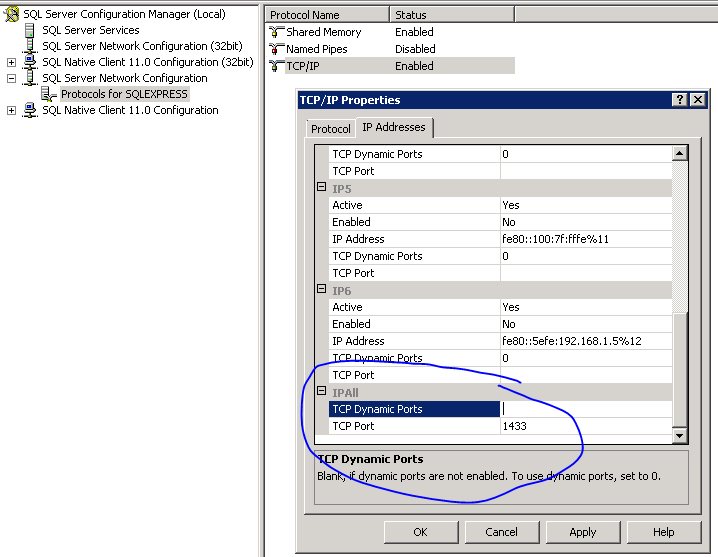 SQL Server Configuration Manager (Local)
SQL Server Services
SQL Server Network Configuration (32bit)
SQL Native Client 11.0 Configuration (32bit)
SQL Server Network Configuration
Protocols for SQLEXPRESS
SQL Native Client 11.0 Configuration
Protocol Name Status
Shared Memory Enabled
Named Pipes Disabled
TCP/IP Enabled
TCP/IP Properties
Protocol IP Addresses
TCP Dynamic Ports 0
TCP Port
IP5
Active Yes
Enabled No
IP Address fe80::100:7f:fffe%11
TCP Dynamic Ports 0
TCP Port
IP6
Active Yes
Enabled No
IP Address fe80::5efe:192.168.1.5%12
TCP Dynamic Ports 0
TCP Port
IPAll
TCP Dynamic Ports
TCP Port 1433
TCP Dynamic Ports
Blank, if dynamic ports are not enabled. To use dynamic ports, set to 0.
OK Cancel Apply Help